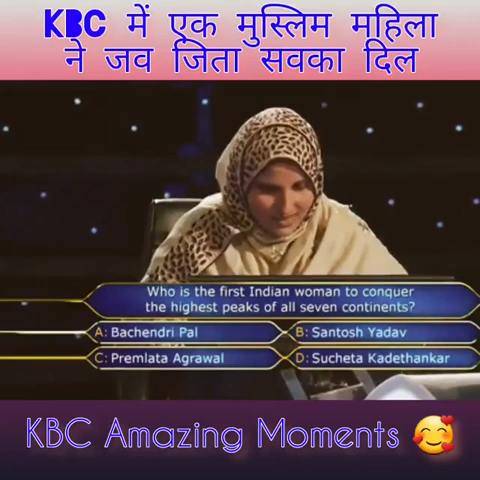 KBC में एक मुस्लिम महिला
ने जव जिता सवका दिल
Who is the first Indian woman to conquer
the highest peaks of all seven continents?
A: Bachendri Pal
B: Santosh Yadav
C: Premlata Agrawal
D: Sucheta Kadethankar
KBC Amazing Moments 🥰